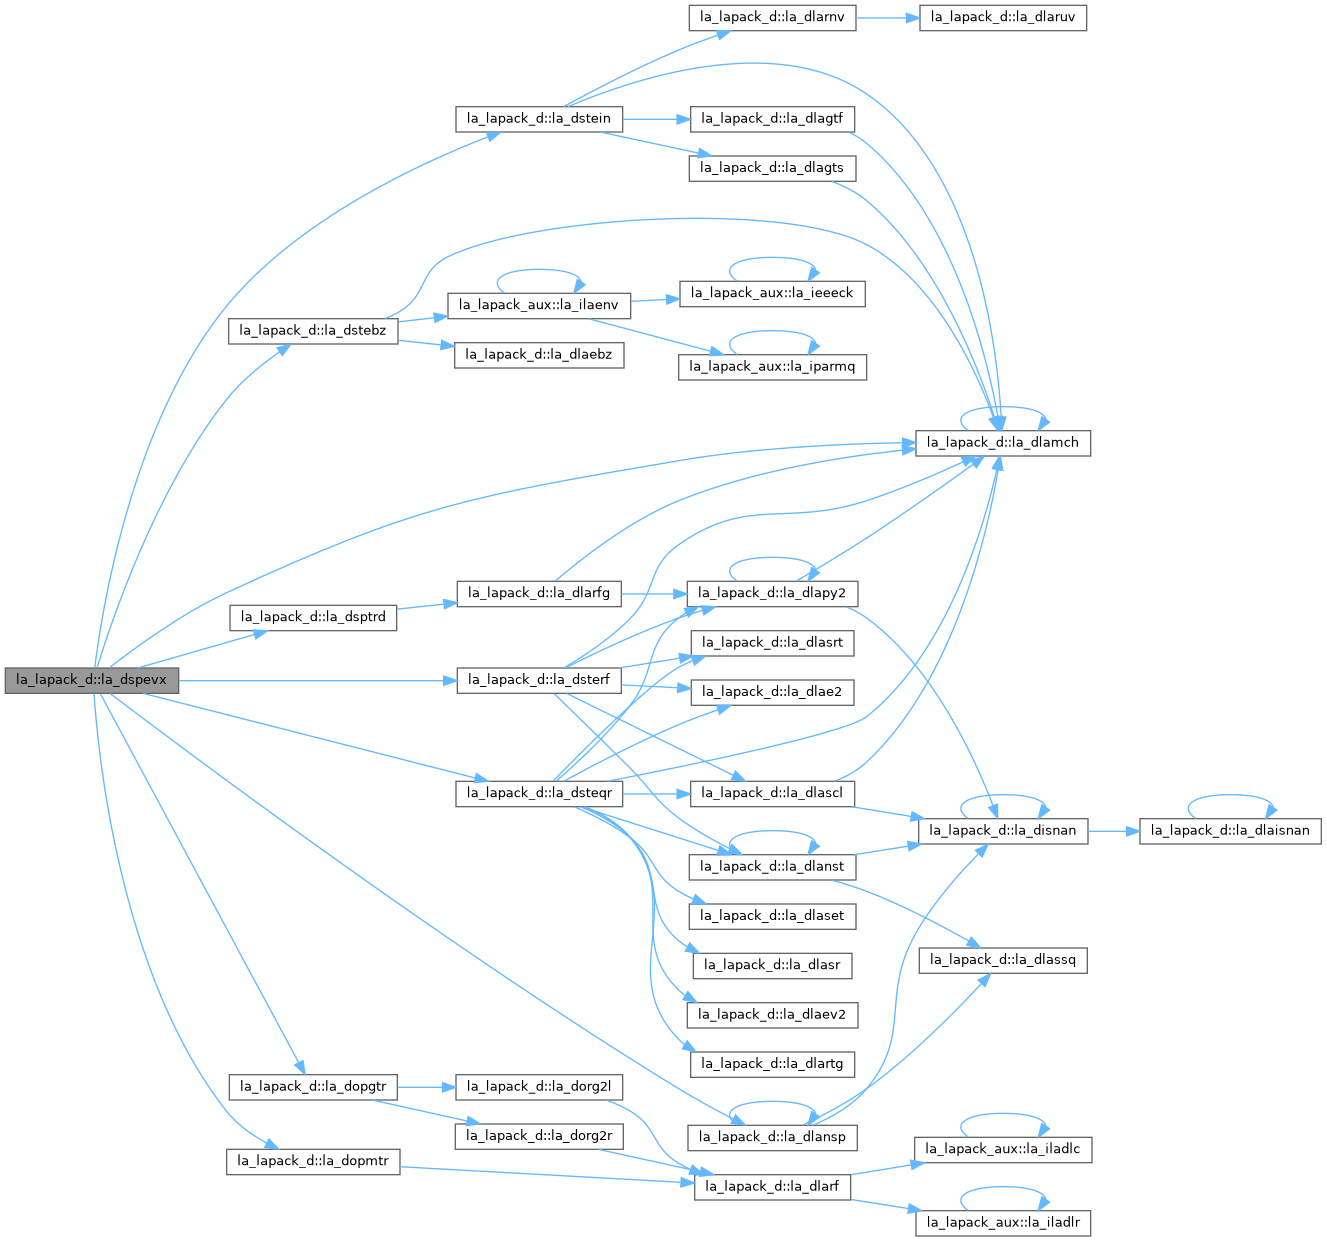 la_lapack_d::la_dlarnv
la_lapack_d::la_dlaruv
la_lapack_d::la_dstein
la_lapack_d::la_dlagtf
la_lapack_d::la_dlagts
la_lapack_aux::la_ieeeck
la_lapack_aux::la_ilaenv
la_lapack_d::la_dstebz
la_lapack_d::la_dlaebz
la_lapack_aux::la_iparmq
la_lapack_d::la_dlamch
la_lapack_d::la_dlarfg
la_lapack_d::la_dlapy2
la_lapack_d::la_dsptrd
la_lapack_d::la_dlasrt
la_lapack_d::la_dspevx
la_lapack_d::la_dsterf
la_lapack_d::la_dlae2
la_lapack_d::la_dsteqr
la_lapack_d::la_dlascl
la_lapack_d::la_disnan
la_lapack_d::la_dlaisnan
la_lapack_d::la_dlanst
la_lapack_d::la_dlaset
la_lapack_d::la_dlassq
la_lapack_d::la_dlasr
la_lapack_d::la_dlaev2
la_lapack_d::la_dlartg
la_lapack_d::la_dopgtr
la_lapack_d::la_dorg2l
la_lapack_d::la_dorg2r
la_lapack_d::la_dlansp
la_lapack_aux::la_iladlc
la_lapack_d::la_dopmtr
la_lapack_d::la_dlarf
la_lapack_aux::la_iladlr